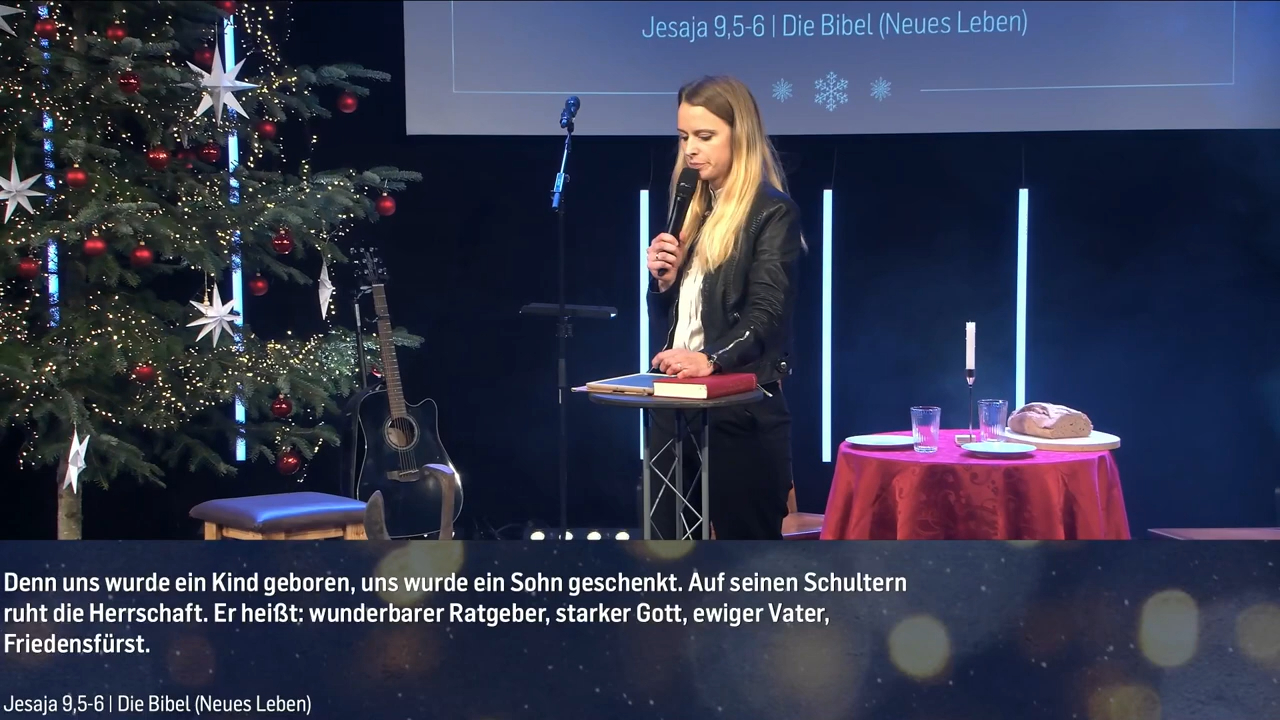 Jesaja 9,5-6 | Die Bibel (Neues Leben)
Denn uns wurde ein Kind geboren, uns wurde ein Sohn geschenkt. Auf seinen Schultern
ruht die Herrschaft. Er heißt: wunderbarer Ratgeber, starker Gott, ewiger Vater,
Friedensfürst.
Jesaja 9,5-6 | Die Bibel (Neues Leben)